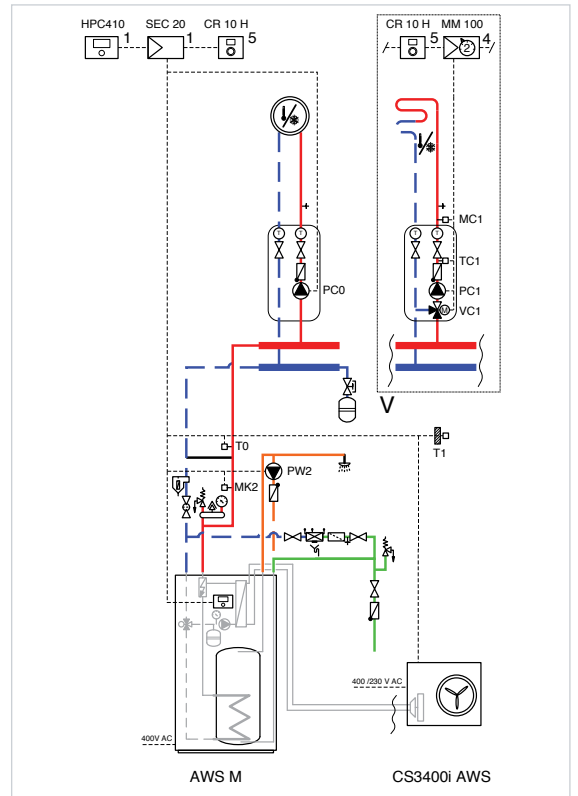 HPC410 SEC 20 CR 10 H
1 1 5
CR 10 H MM 100
5 2 4
T T
PC0
T T
MC1
TC1
PC1
M VC1
V
T0
T1
PW2
MK2
400 /230 V AC
400V AC
AWS M
CS3400i AWS